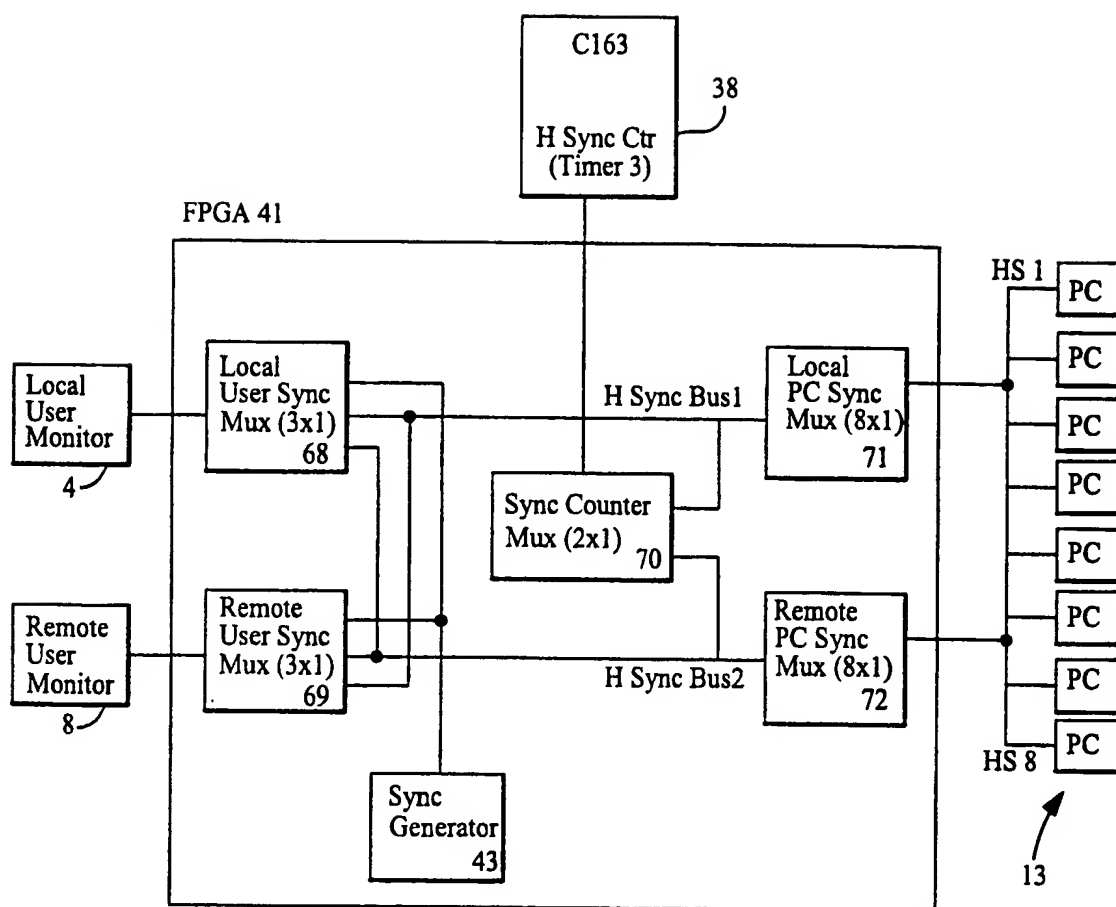 C163
H Sync Ctr
(Timer 3)
38
FPGA 41
HS 1
PC
PC
PC
PC
PC
PC
PC
PC
HS 8
13
Local
User
Monitor
4
Local
User Sync
Mux (3x1)
68
H Sync Bus1
Local
PC Sync
Mux (8x1)
71
Sync Counter
Mux (2x1)
70
Remote
User
Monitor
8
Remote
User Sync
Mux (3x1)
69
H Sync Bus2
Remote
PC Sync
Mux (8x1)
72
Sync
Generator
43